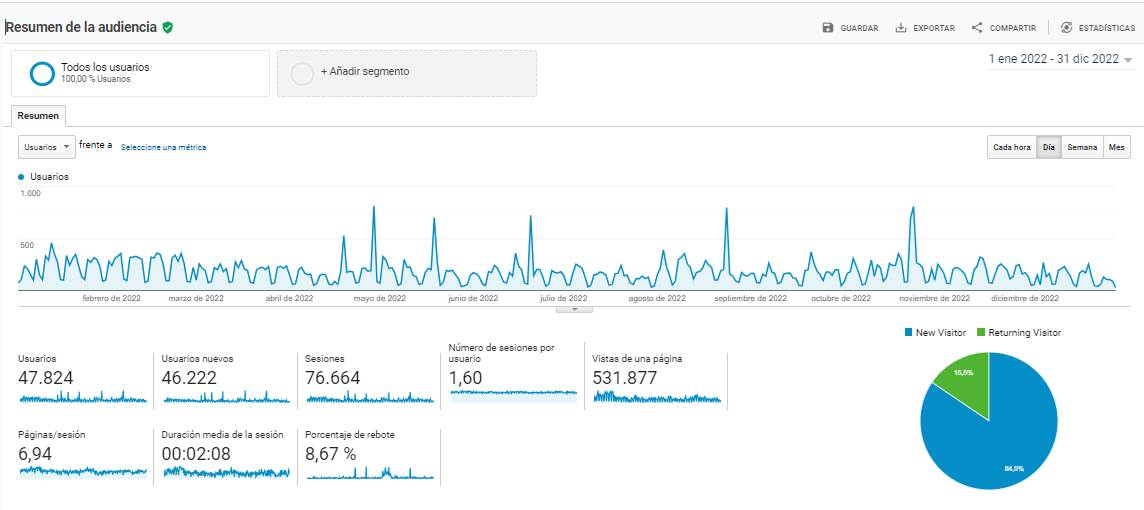 Resumen de la audiencia
GUARDAR EXPORTAR COMPARTIR ESTADÍSTICAS
Todos los usuarios
100,00 % Usuarios
+ Añadir segmento
1 ene 2022 - 31 dic 2022
Resumen
Usuarios frente a Seleccione una métrica
Cada hora Día Semana Mes
Usuarios
1.000
500
febrero de 2022 marzo de 2022 abril de 2022 mayo de 2022 junio de 2022 julio de 2022 agosto de 2022 septiembre de 2022 octubre de 2022 noviembre de 2022 diciembre de 2022
Usuarios
47.824
Usuarios nuevos
46.222
Sesiones
76.664
Número de sesiones por
usuario
1,60
Vistas de una página
531.877
Páginas/sesión
6,94
Duración media de la sesión
00:02:08
Porcentaje de rebote
8,67 %
New Visitor Returning Visitor
15,5%
84,5%